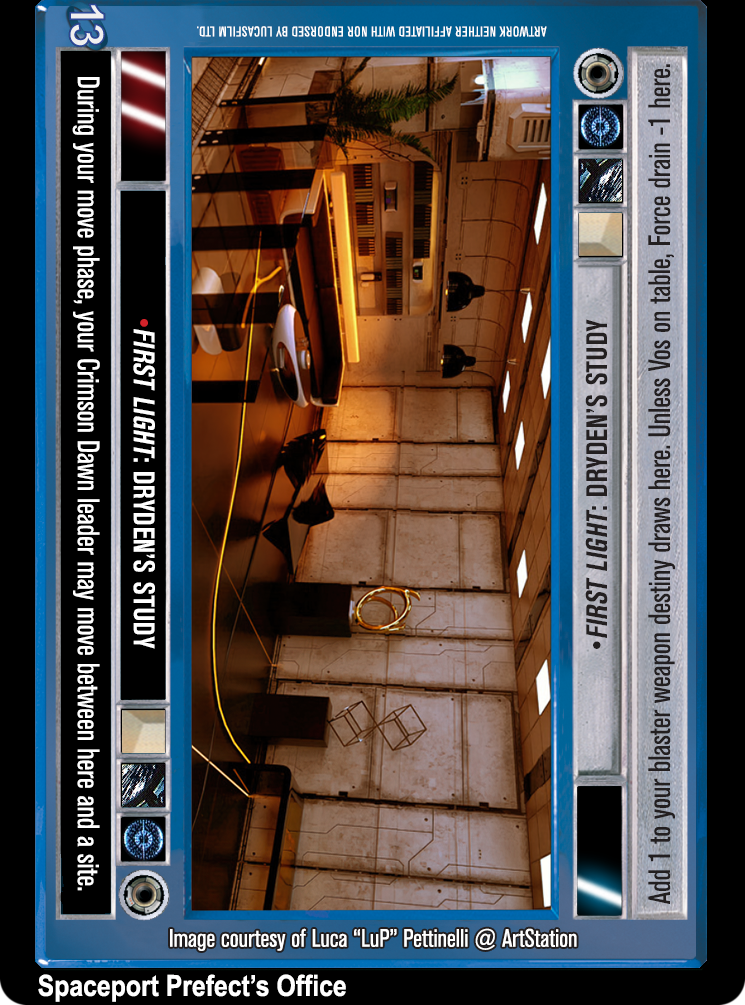 13
ARTWORK NEITHER AFFILIATED WITH NOR ENDORSED BY LUCASFILM LTD.
During your move phase, your Crimson Dawn leader may move between here and a site.
•FIRST LIGHT: DRYDEN'S STUDY
•FIRST LIGHT: DRYDEN'S STUDY
Add 1 to your blaster weapon destiny draws here. Unless Vos on table, Force drain -1 here.
Image courtesy of Luca “LuP” Pettinelli @ ArtStation
Spaceport Prefect's Office